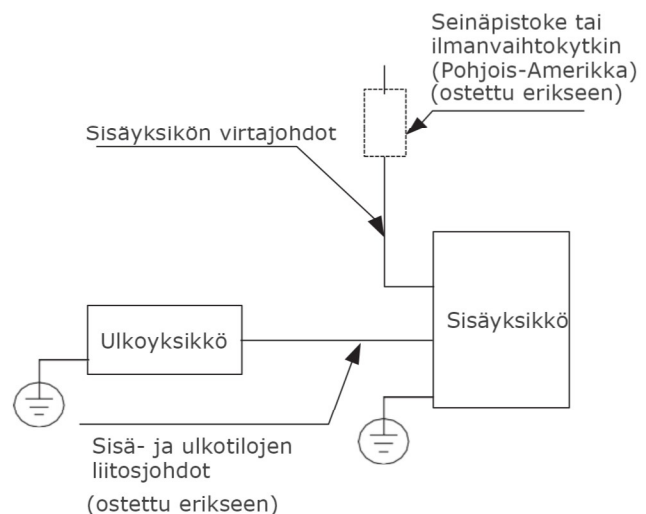 Seinäpistoke tai
ilmanvaihtokytkin
(Pohjois-Amerikka)
(ostettu erikseen)
Sisäyksikön virtajohdot
Sisäyksikkö
Ulkoyksikkö
Sisä- ja ulkotilojen
liitosjohdot
(ostettu erikseen)